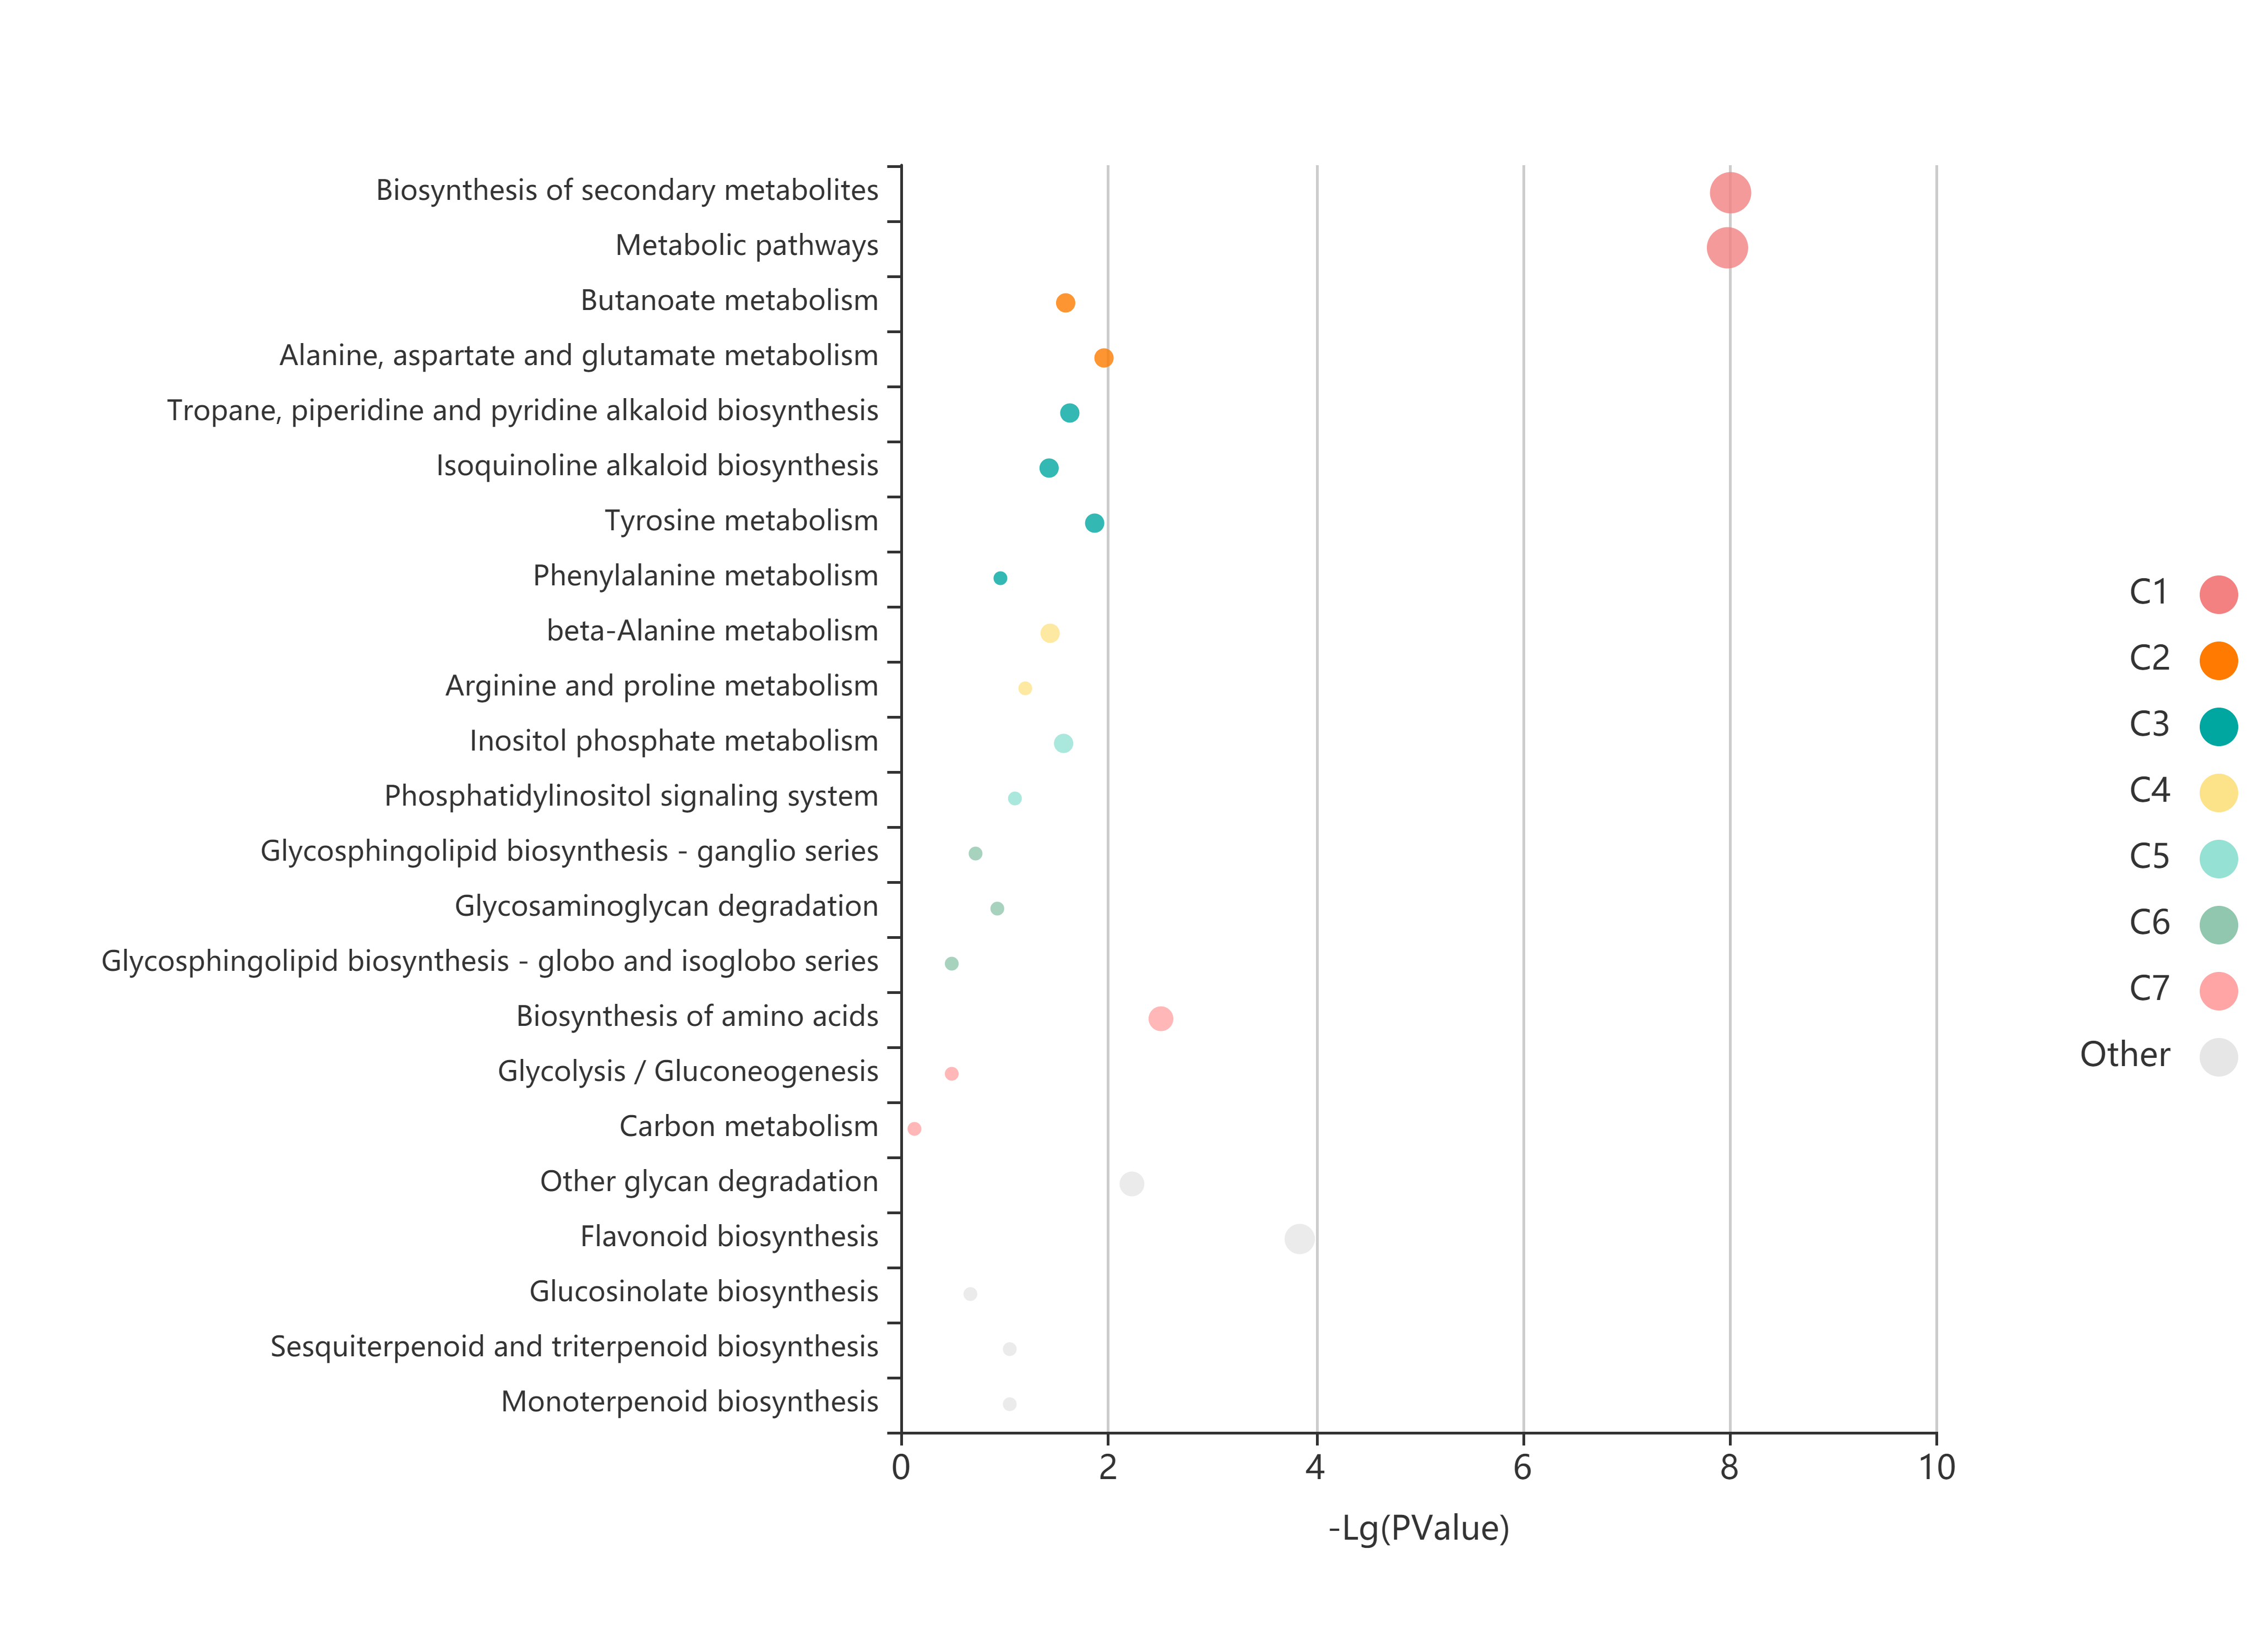 Biosynthesis of secondary metabolites
Metabolic pathways
Butanoate metabolism
Alanine, aspartate and glutamate metabolism
Tropane, piperidine and pyridine alkaloid biosynthesis
Isoquinoline alkaloid biosynthesis
Tyrosine metabolism
Phenylalanine metabolism
beta-Alanine metabolism
Arginine and proline metabolism
Inositol phosphate metabolism
Phosphatidylinositol signaling system
Glycosphingolipid biosynthesis - ganglio series
Glycosaminoglycan degradation
Glycosphingolipid biosynthesis - globo and isoglobo series
Biosynthesis of amino acids
Glycolysis / Gluconeogenesis
Carbon metabolism
Other glycan degradation
Flavonoid biosynthesis
Glucosinolate biosynthesis
Sesquiterpenoid and triterpenoid biosynthesis
Monoterpenoid biosynthesis
0 2 4 6 8 10
-Lg(PValue)
C1
C2
C3
C4
C5
C6
C7
Other